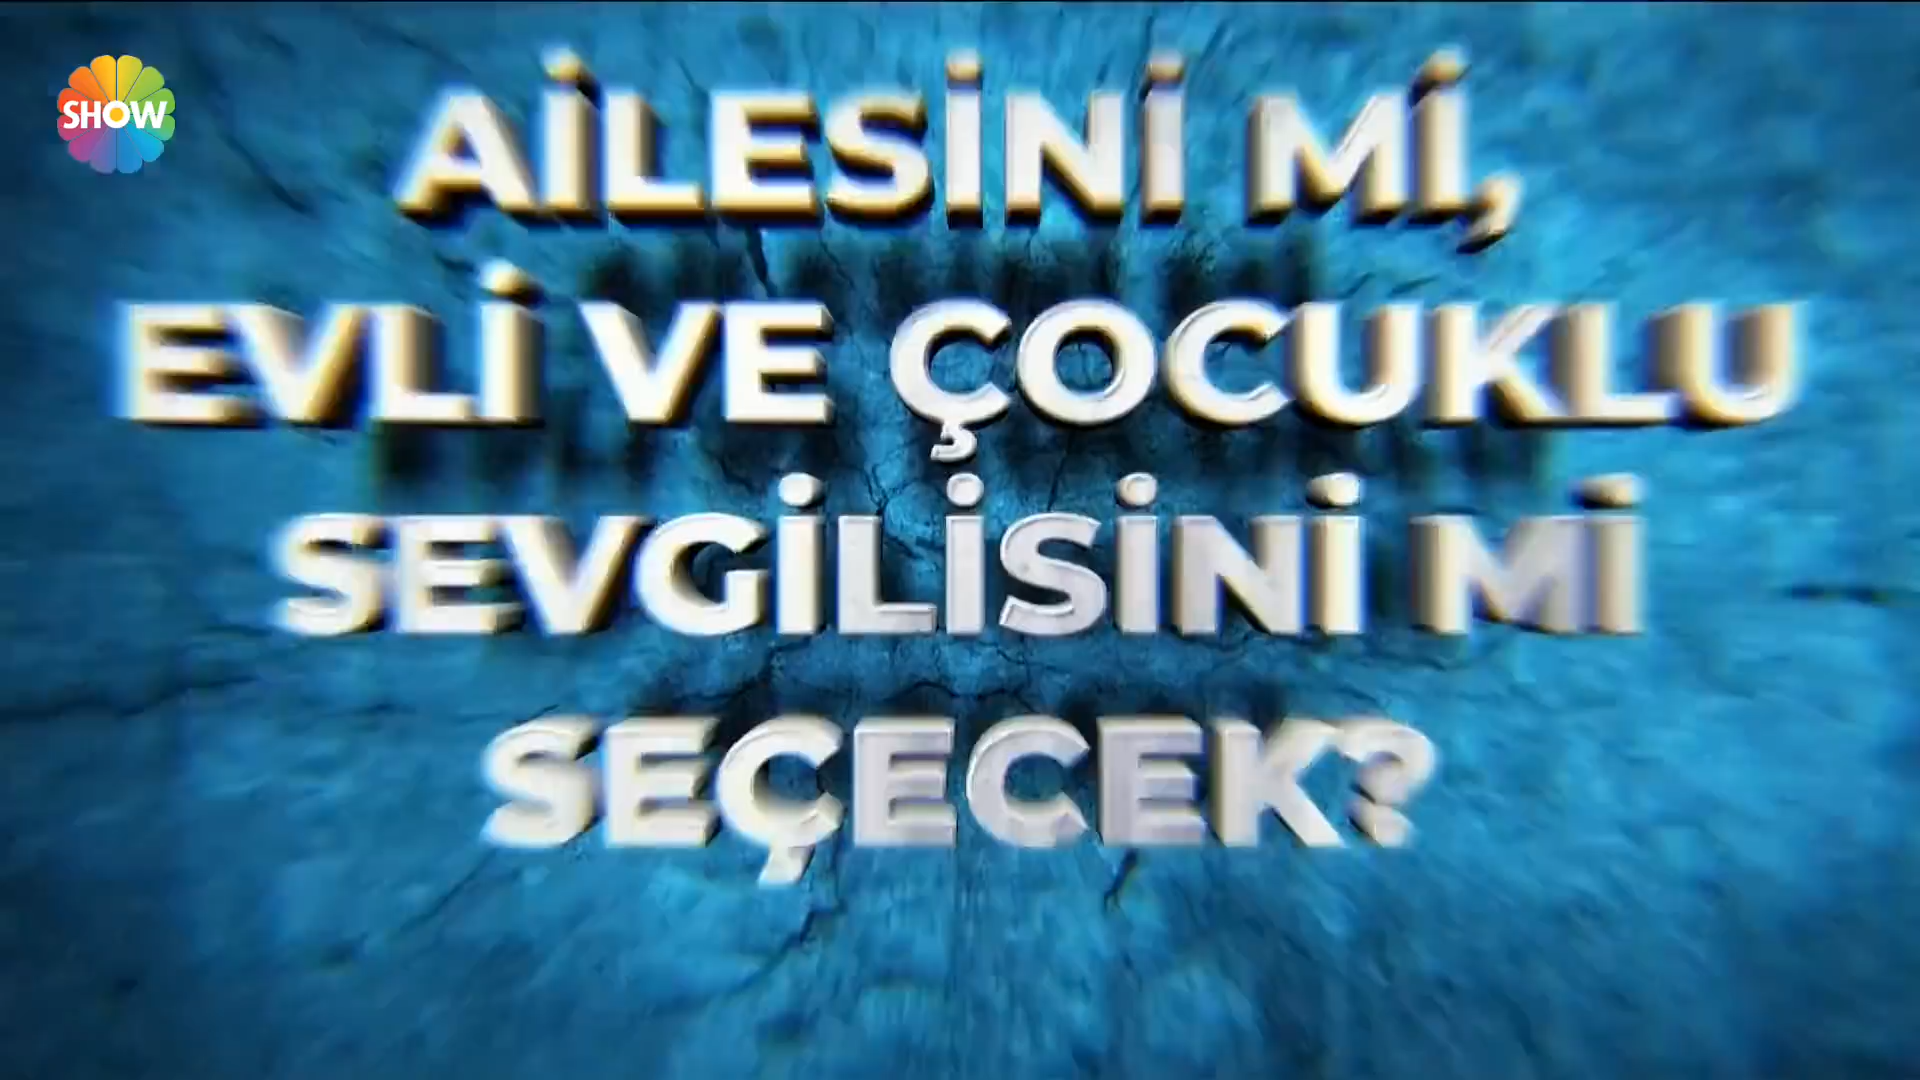 SHOW
AİLESİNİ Mİ,
EVLİ VE ÇOCUKLU
SEVGİLİSİNİ Mİ
SEÇECEK?